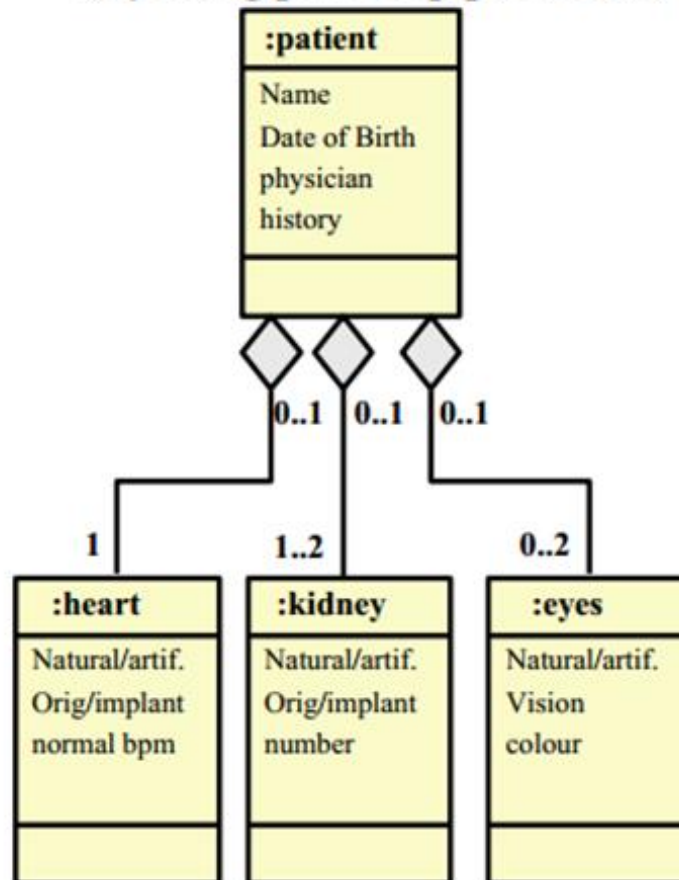 :patient
Name
Date of Birth
physician
history
0..1 0..1 0..1
1 1..2 0..2
:heart
Natural/artif.
Orig/implant
normal bpm
:kidney
Natural/artif.
Orig/implant
number
:eyes
Natural/artif.
Vision
colour